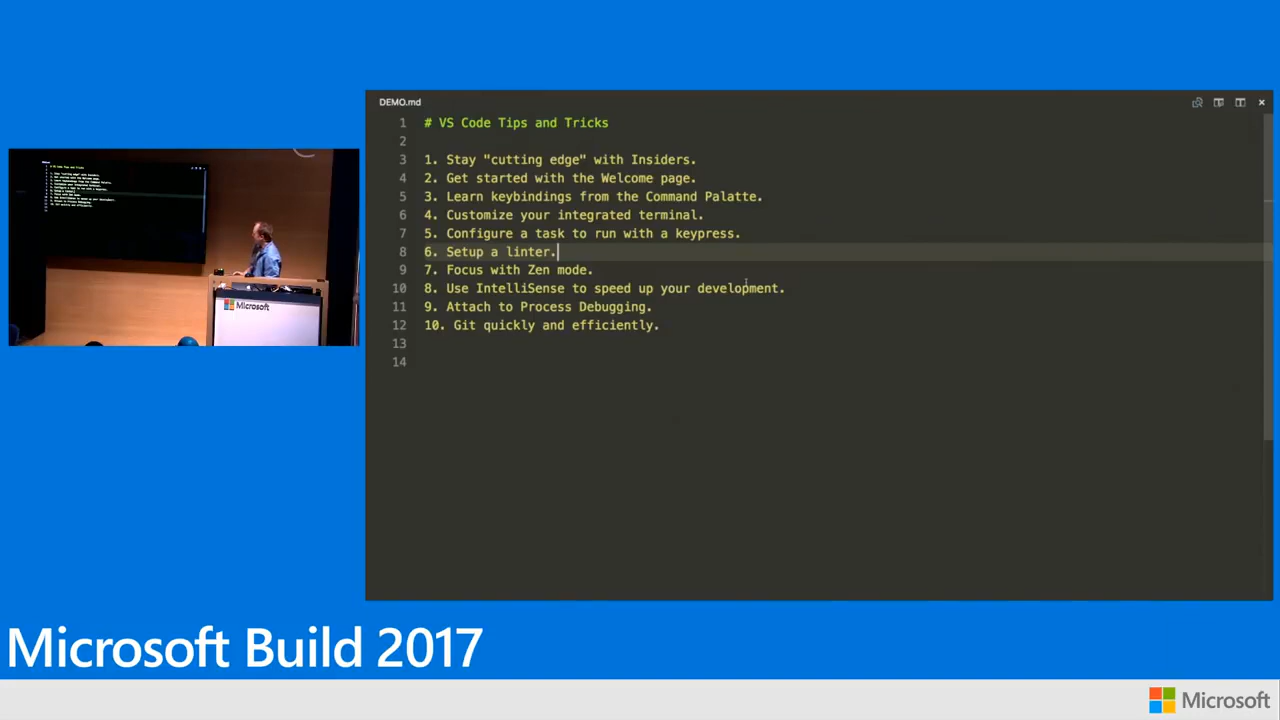 DEMO.md
1 # VS Code Tips and Tricks
2
3 1. Stay "cutting edge" with Insiders.
4 2. Get started with the Welcome page.
5 3. Learn keybindings from the Command Palatte.
6 4. Customize your integrated terminal.
7 5. Configure a task to run with a keypress.
8 6. Setup a linter.
9 7. Focus with Zen mode.
10 8. Use IntelliSense to speed up your development.
11 9. Attach to Process Debugging.
12 10. Git quickly and efficiently.
13
14
Microsoft
Microsoft Build 2017
Microsoft